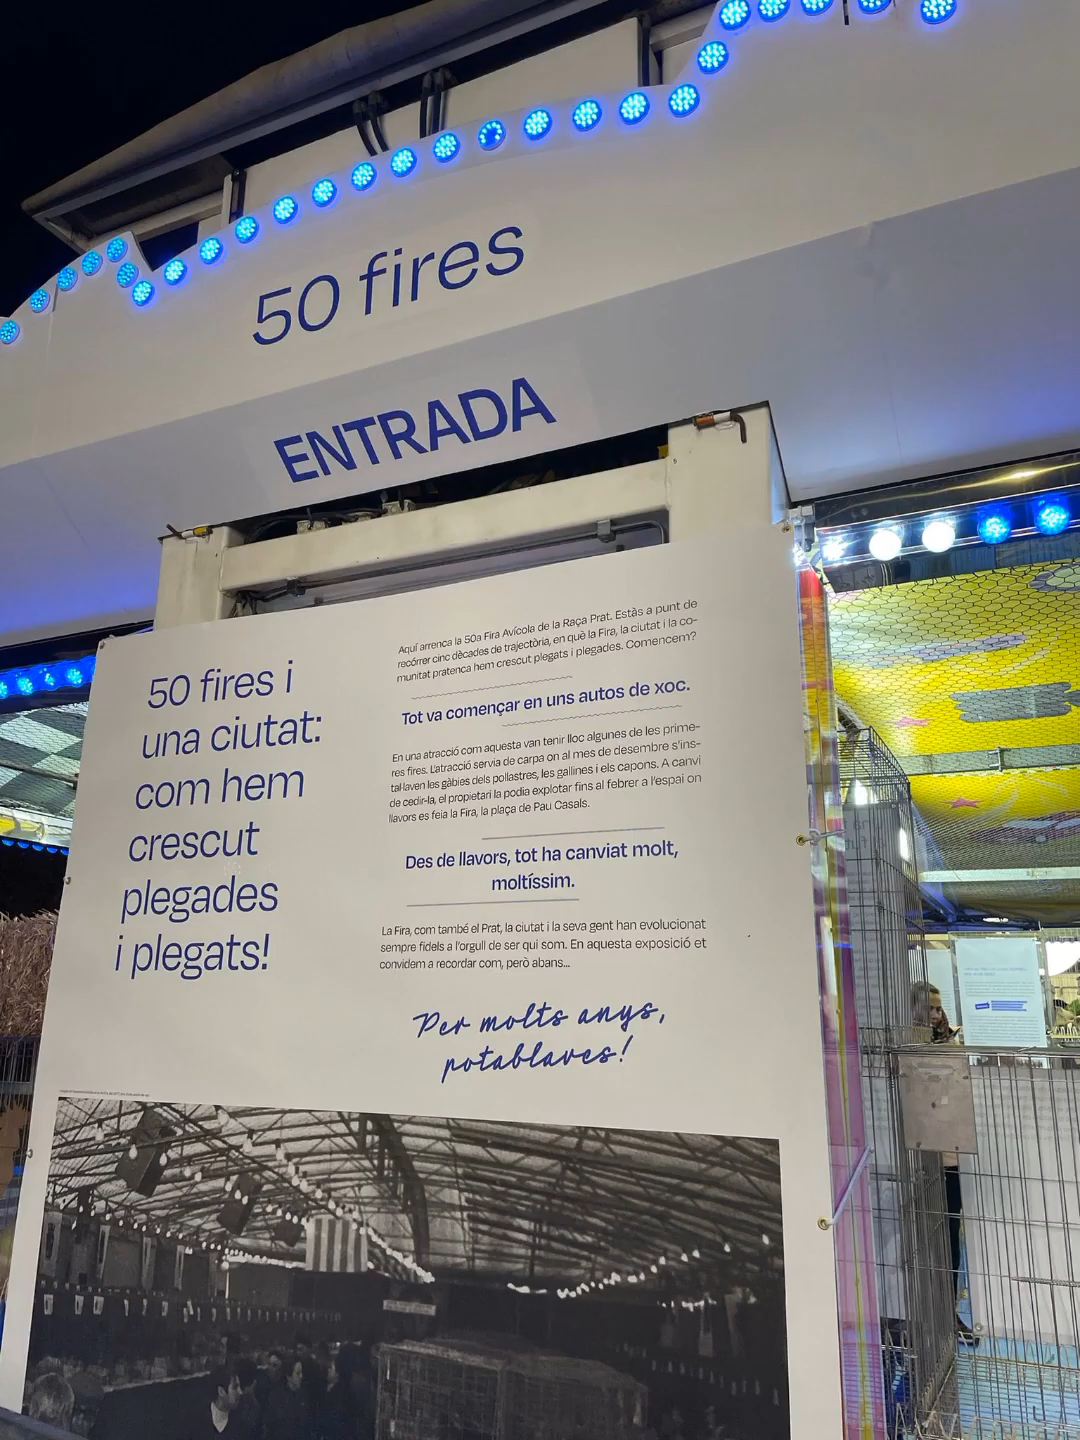 50 fires
ENTRADA
50 fires i
una ciutat:
com hem
crescut
plegades
i plegats!
Aquí arrenca la 50a Fira Avícola de la Raça Prat. Estàs a punt de
recórrer cinc dècades de trajectòria, en què la Fira, la ciutat i la co-
munitat pratenca hem crescut plegats i plegades. Comencem?
Tot va començar en uns autos de xoc.
En una atracció com aquesta van tenir lloc algunes de les prime-
res fires. L'atracció servia de carpa on al mes de desembre s'ins-
tal·laven les gàbies dels pollastres, les gallines i els capons. A canvi
de cedir-la, el propietari la podia explotar fins al febrer a l'espai on
llavors es feia la Fira, la plaça de Pau Casals.
Des de llavors, tot ha canviat molt,
moltíssim.
La Fira, com també el Prat, la ciutat i la seva gent han evolucionat
sempre fidels a l'orgull de ser qui som. En aquesta exposició et
convidem a recordar com, però abans...
Per molts anys,
potablaves!